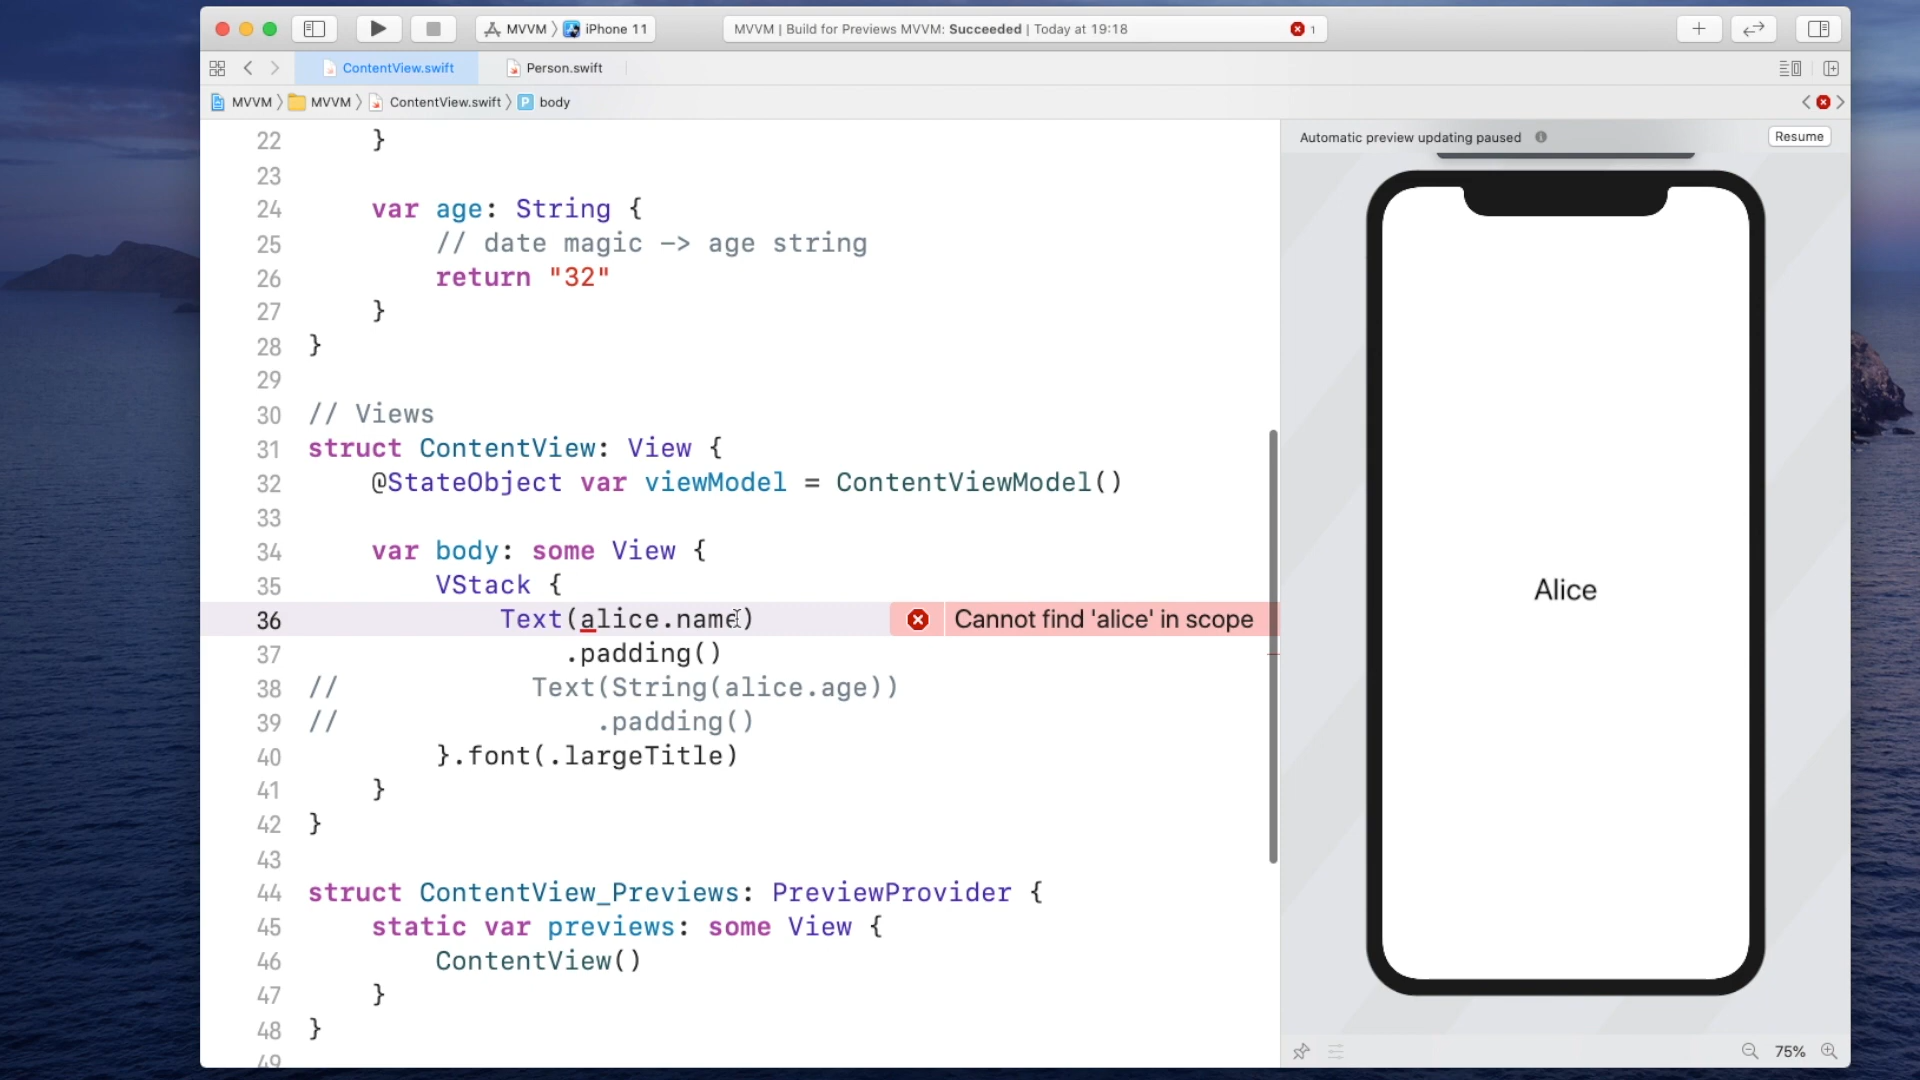 MVVM 〉 iPhone 11
MVVM | Build for Previews MVVM: Succeeded | Today at 19:18
1
ContentView.swift
Person.swift
MVVM 〉 MVVM 〉 ContentView.swift 〉 P body
Automatic preview updating paused
Resume
22 }
23
24 var age: String {
25 // date magic -> age string
26 return "32"
27 }
28 }
29
30 // Views
31 struct ContentView: View {
32 @StateObject var viewModel = ContentViewModel()
33
34 var body: some View {
35 VStack {
36 Text(alice.name) Cannot find 'alice' in scope
37 .padding()
38 // Text(String(alice.age))
39 // .padding()
40 }.font(.largeTitle)
41 }
42 }
43
44 struct ContentView_Previews: PreviewProvider {
45 static var previews: some View {
46 ContentView()
47 }
48 }
49
Alice
75%